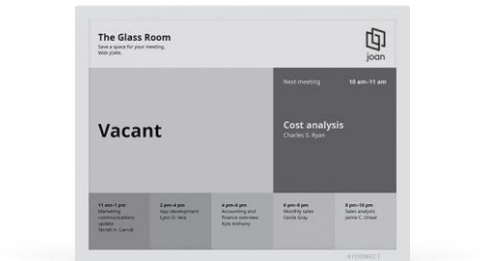 The Glass Room
Save a space for your meeting.
With JOAN.
joan
Next meeting 10 am–11 am
Vacant
Cost analysis
Charles S. Ryan
11 am–1 pm
Marketing
communications
update
Terrell H. Carroll
2 pm–4 pm
App development
Lynn D. Vela
4 pm–6 pm
Accounting and
finance overview
Kyle Anthony
6 pm–8 pm
Monthly sales
Cecile Gray
8 pm–10 pm
Sales analysis
Jaime C. Oneal
VISIONECT